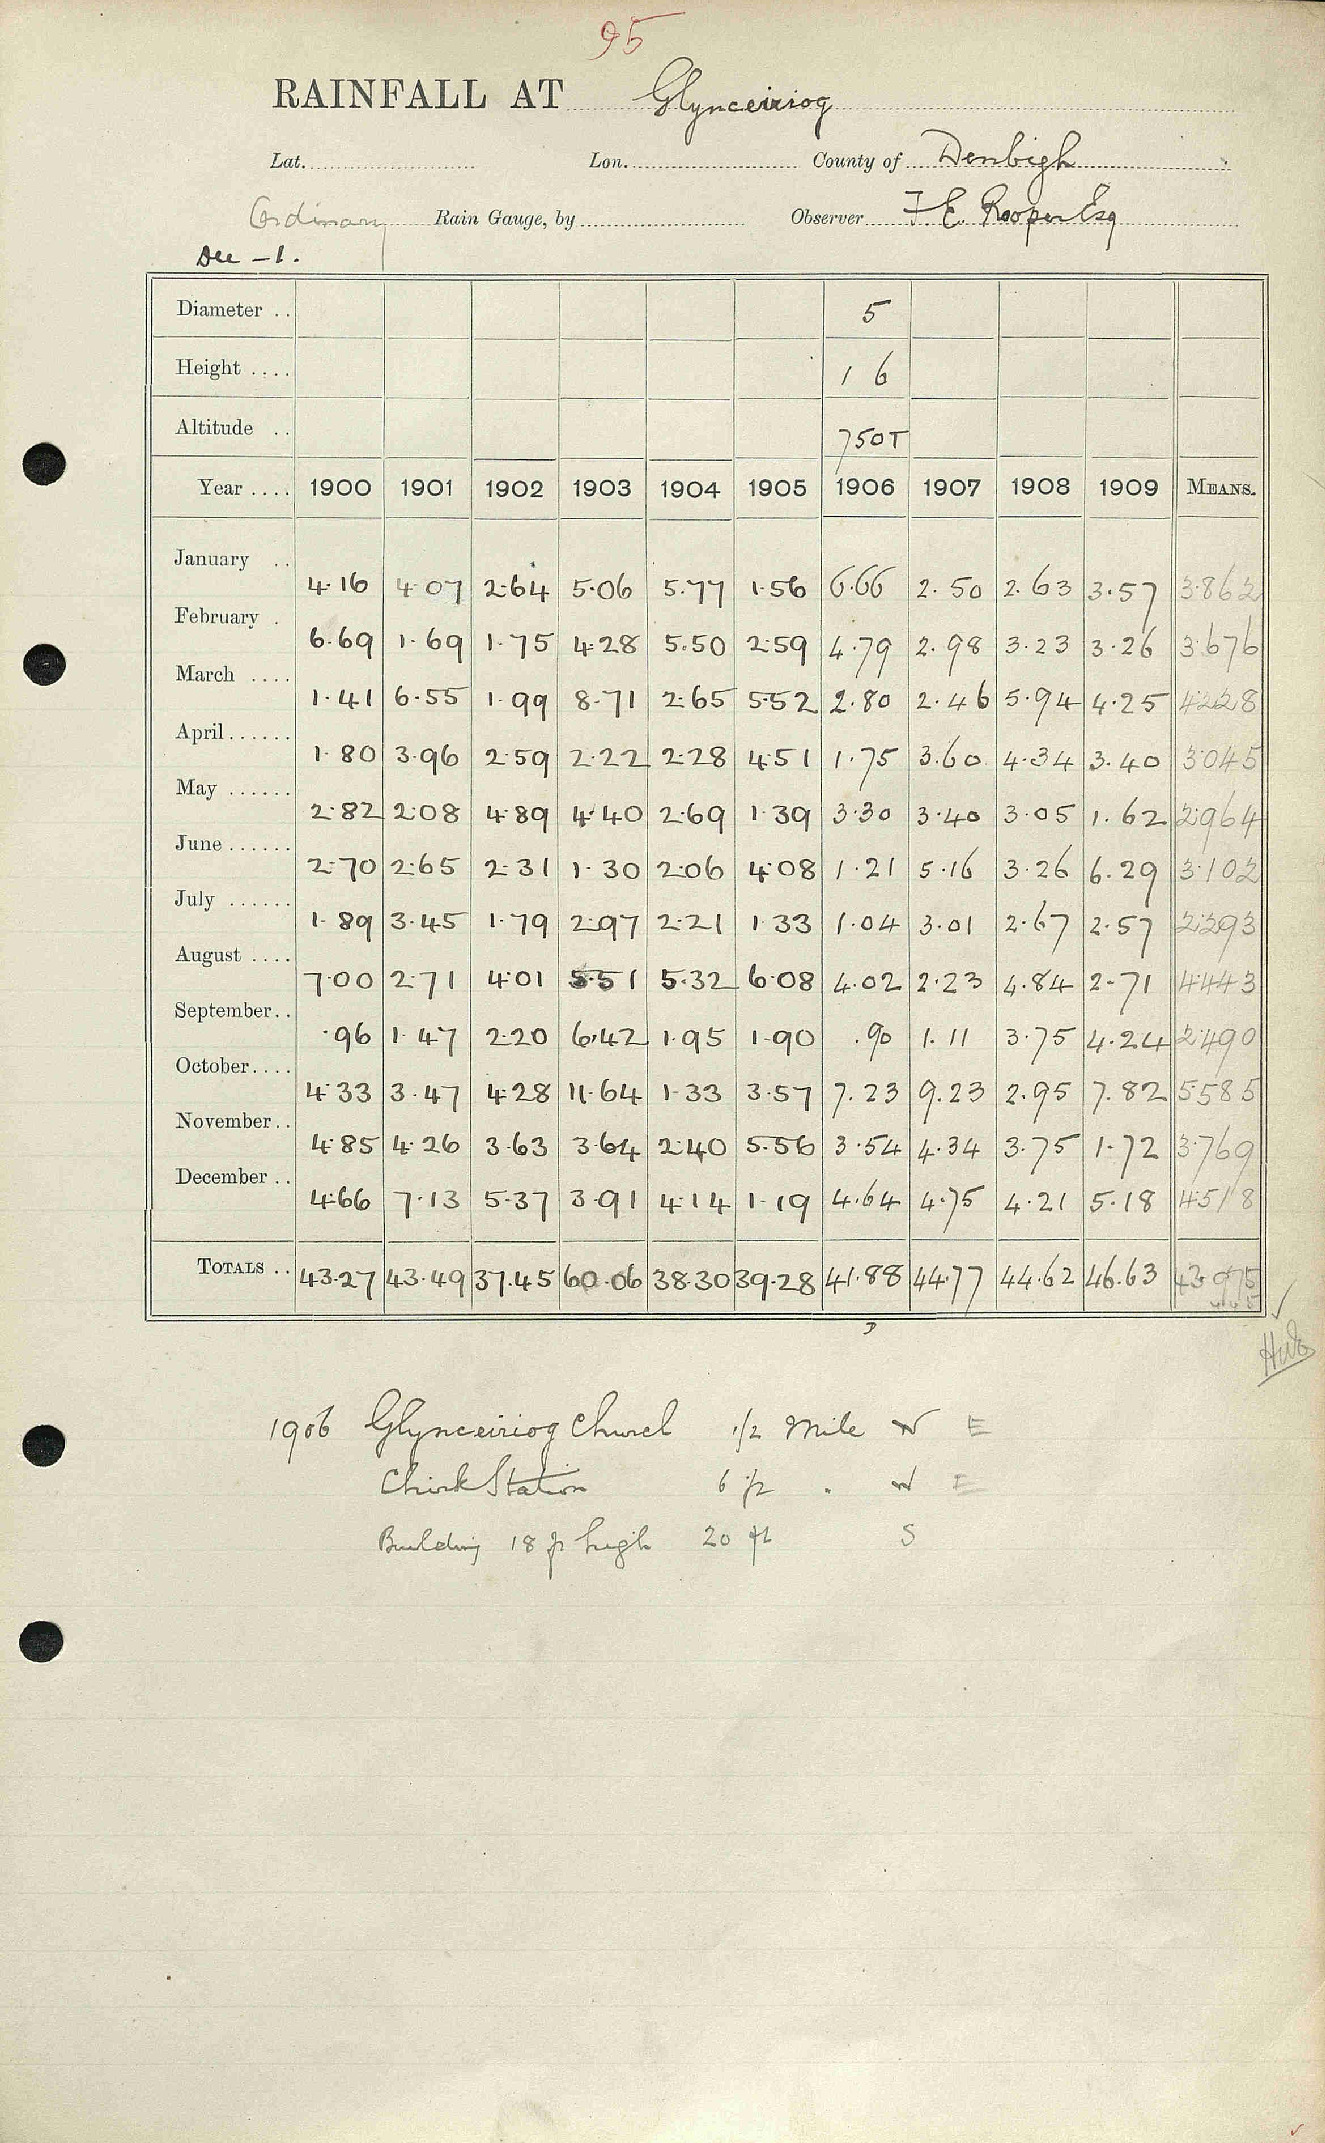 95
RAINFALL AT Glynceiriog
Lat. Lon. County of Denbigh
Ordinary Rain Gauge, by Observer F E. Rooper Esq
Dec – 1.
Diameter .. 5
Height .... 1 6
Altitude .. 750T
Year .... 1900 1901 1902 1903 1904 1905 1906 1907 1908 1909 MEANS.
January .. 4·16 4·07 2·64 5·06 5·77 1·56 6·66 2.50 2.63 3.57 3·862
February . 6·69 1·69 1·75 4·28 5·50 2·59 4.79 2.98 3.23 3.26 3·676
March .... 1·41 6·55 1·99 8·71 2·65 5·52 2.80 2.46 5.94 4.25 4·228
April ...... 1·80 3·96 2·59 2·22 2·28 4·51 1.75 3.60 4.34 3.40 3·045
May ...... 2·82 2·08 4·89 4·40 2·69 1·39 3·30 3·40 3·05 1.62 2·964
June ...... 2·70 2·65 2·31 1·30 2·06 4·08 1·21 5·16 3·26 6.29 3·102
July ...... 1·89 3·45 1·79 2·97 2·21 1·33 1·04 3·01 2·67 2·57 2·293
August .... 7·00 2·71 4·01 5·51 5·32 6·08 4.02 2·23 4.84 2·71 4·443
September .. ·96 1·47 2·20 6·42 1·95 1·90 .90 1.11 3·75 4.24 2·490
October .... 4·33 3·47 4·28 11·64 1·33 3·57 7.23 9.23 2.95 7.82 5·585
November .. 4·85 4·26 3·63 3·64 2·40 5·56 3·54 4.34 3.75 1·72 3·769
December .. 4·66 7·13 5·37 3·91 4·14 1·19 4.64 4.75 4.21 5.18 4·518
TOTALS .. 43·27 43·49 37·45 60·06 38·30 39·28 41.88 44.77 44.62 46.63 43·975
1906 Glynceiriog Church 1/2 Mile N E
Chirk Station 6 1/2 " N E
Building 18 ft high 20 ft S